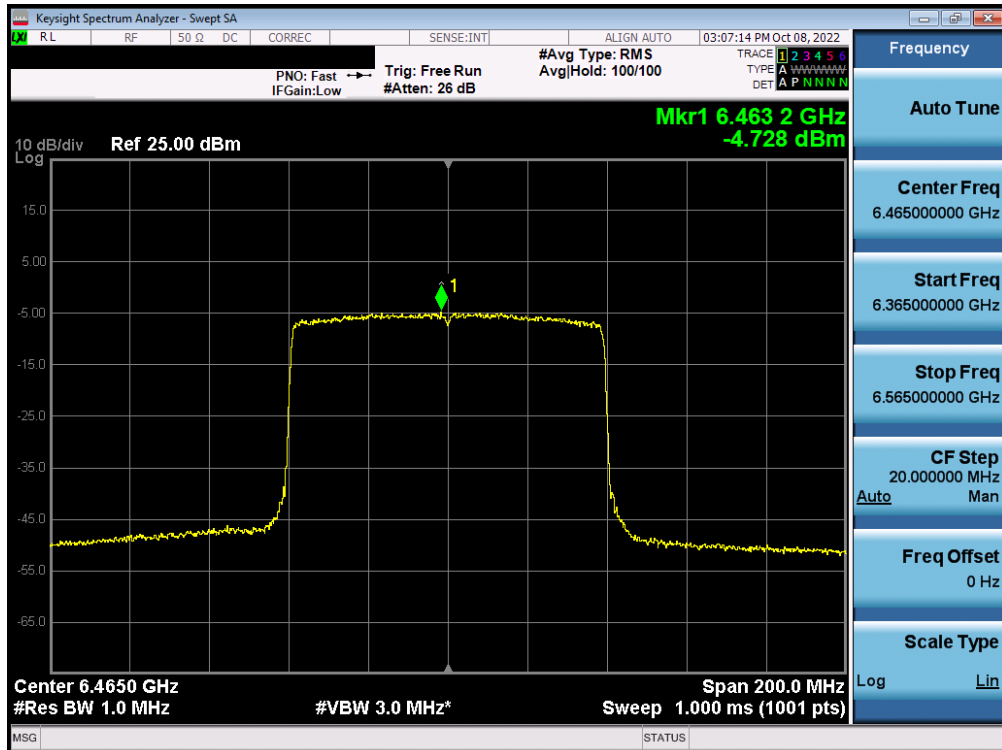 Keysight Spectrum Analyzer - Swept SA
LXI RL RF 50 Ω DC CORREC SENSE:INT ALIGN AUTO 03:07:14 PM Oct 08, 2022
PNO: Fast
IFGain:Low
Trig: Free Run
#Atten: 26 dB
#Avg Type: RMS
Avg|Hold: 100/100
TRACE 1 2 3 4 5 6
TYPE A WWWWW
DET A P N N N N
Mkr1 6.463 2 GHz
-4.728 dBm
10 dB/div Ref 25.00 dBm
Log
15.0
5.00
-5.00
-15.0
-25.0
-35.0
-45.0
-55.0
-65.0
1
Center 6.4650 GHz Span 200.0 MHz
#Res BW 1.0 MHz #VBW 3.0 MHz* Sweep 1.000 ms (1001 pts)
MSG STATUS
Frequency
Auto Tune
Center Freq
6.465000000 GHz
Start Freq
6.365000000 GHz
Stop Freq
6.565000000 GHz
CF Step
20.000000 MHz
Auto Man
Freq Offset
0 Hz
Scale Type
Log Lin